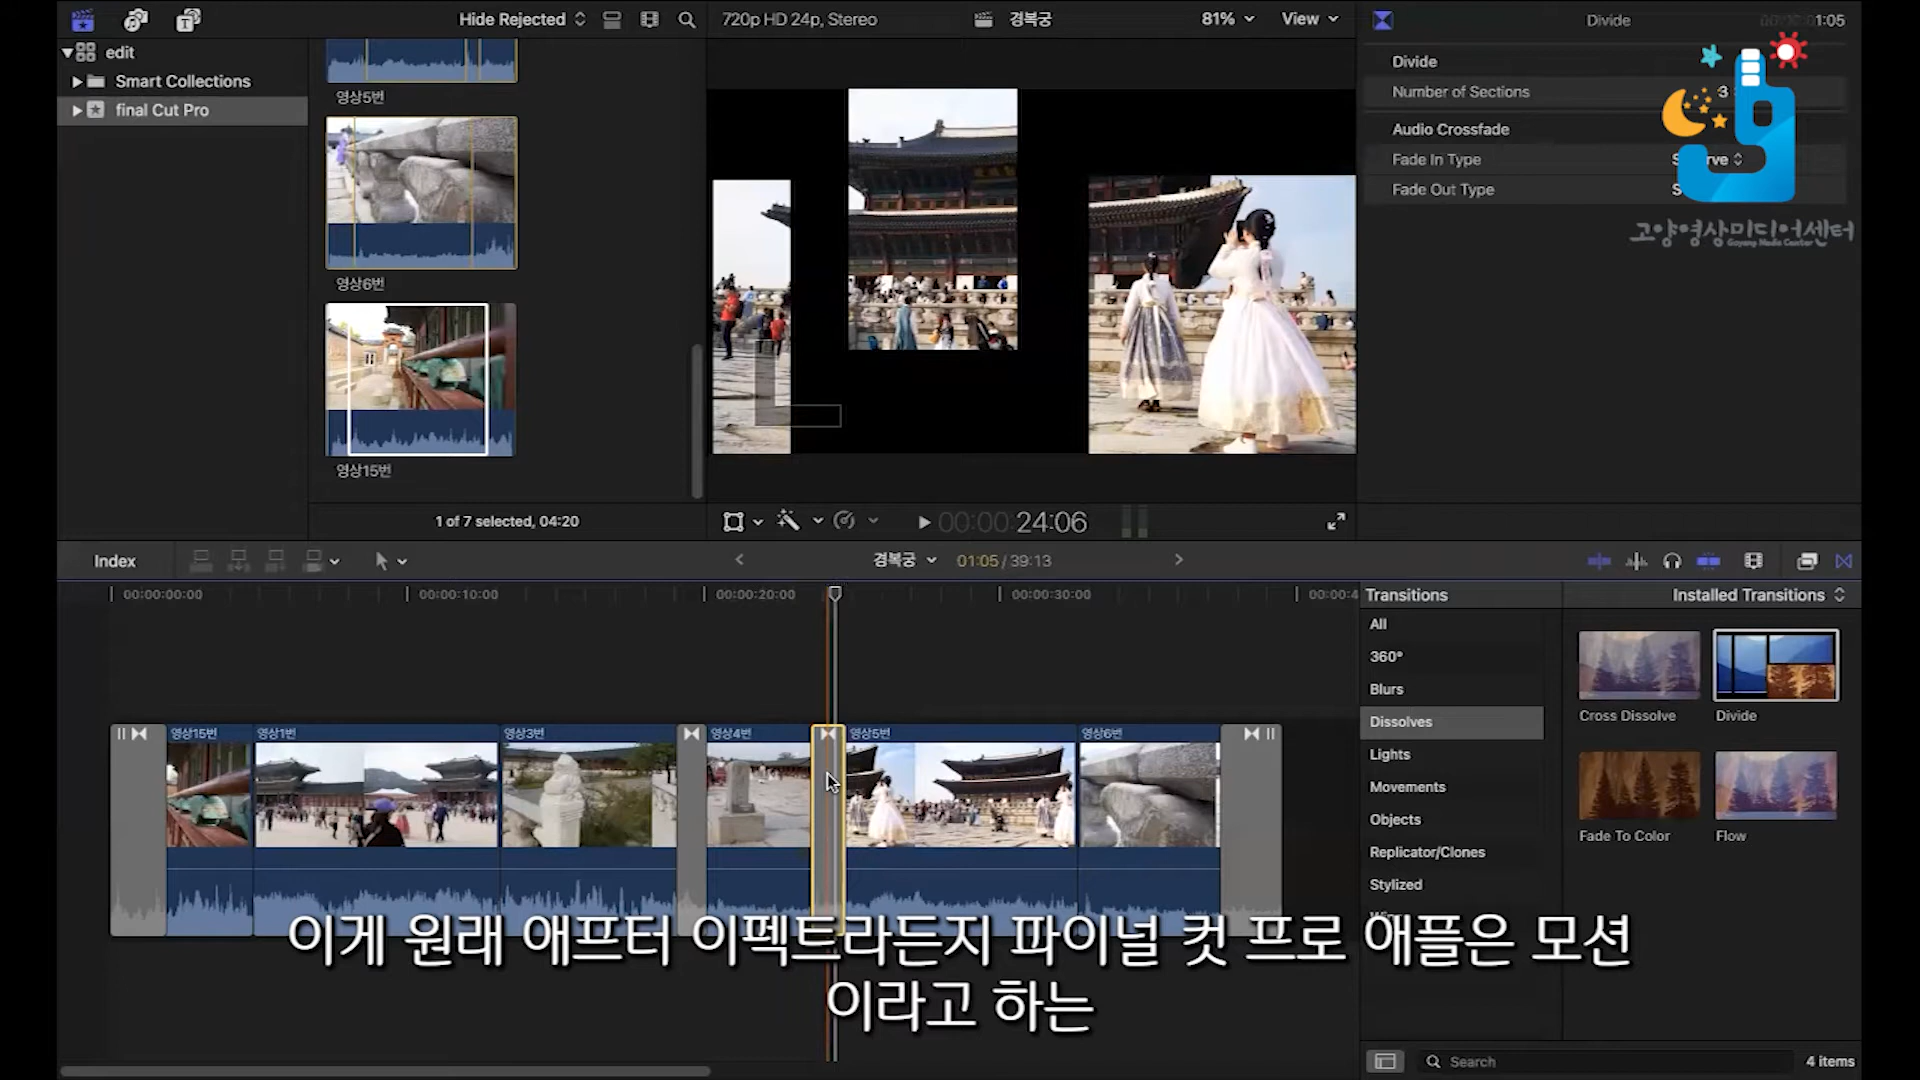 Hide Rejected
720p HD 24p, Stereo
경복궁
81%
View
Divide
1:05
edit
Smart Collections
final Cut Pro
영상5번
영상6번
영상15번
1 of 7 selected, 04:20
Divide
Number of Sections
3
Audio Crossfade
Fade In Type
Fade Out Type
고양영상미디어센터
Goyang Media Center
00:00:24:06
Index
경복궁
01:05 / 39:13
00:00:00:00
00:00:10:00
00:00:20:00
00:00:30:00
00:00:4
영상15번
영상1번
영상3번
영상4번
영상5번
영상6번
Transitions
Installed Transitions
All
360°
Blurs
Dissolves
Lights
Movements
Objects
Replicator/Clones
Stylized
Cross Dissolve
Divide
Fade To Color
Flow
이게 원래 애프터 이펙트라든지 파이널 컷 프로 애플은 모션
이라고 하는
Search
4 items